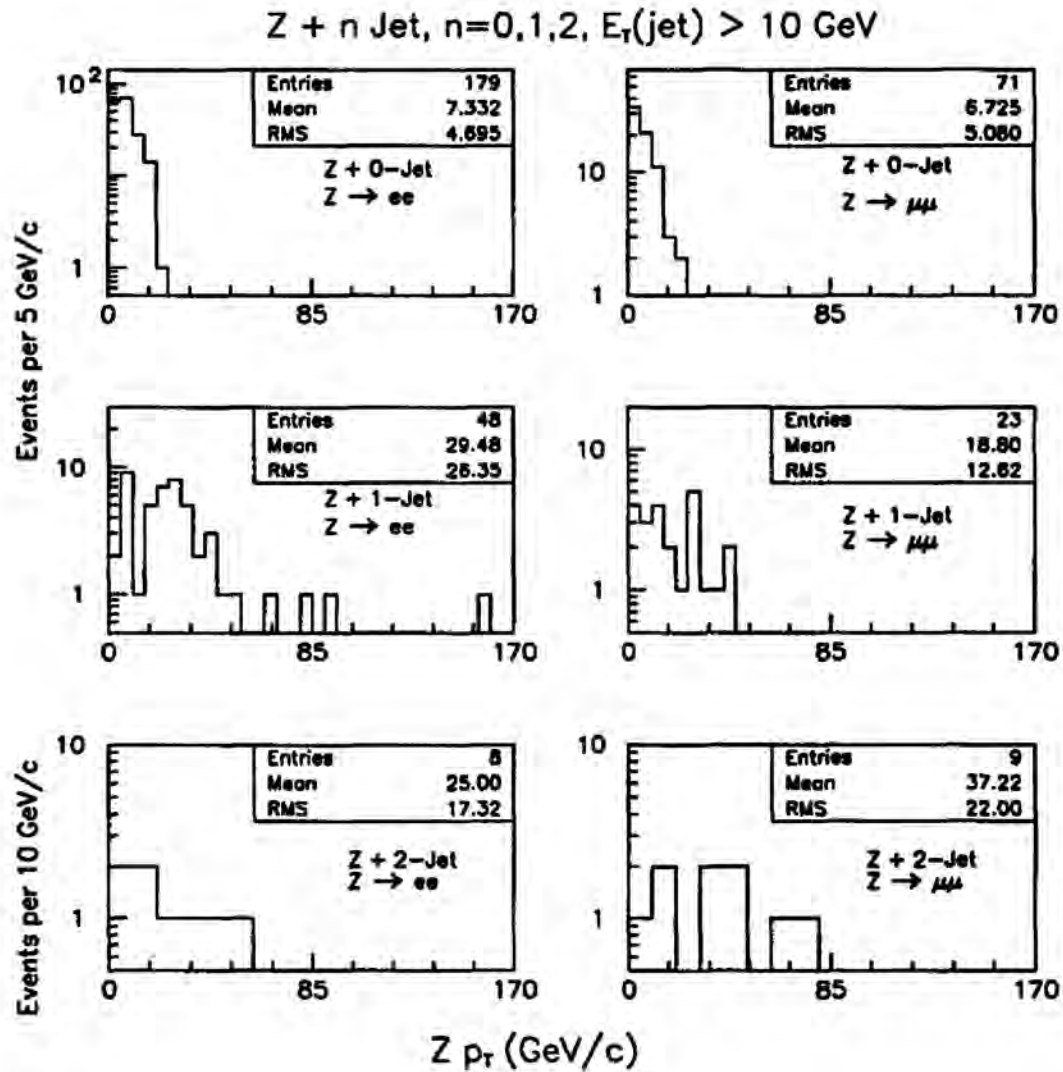 Z + n Jet, n=0,1,2, E_T(jet) > 10 GeV
Events per 5 GeV/c
10^2
1
Entries 179
Mean 7.332
RMS 4.695
Z + 0-Jet
Z → ee
0 85 170
10
1
Entries 71
Mean 6.725
RMS 5.080
Z + 0-Jet
Z → μμ
0 85 170
10
1
Entries 48
Mean 29.48
RMS 26.35
Z + 1-Jet
Z → ee
0 85 170
10
1
Entries 23
Mean 18.80
RMS 12.62
Z + 1-Jet
Z → μμ
0 85 170
Events per 10 GeV/c
10
1
Entries 8
Mean 25.00
RMS 17.32
Z + 2-Jet
Z → ee
0 85 170
10
1
Entries 9
Mean 37.22
RMS 22.00
Z + 2-Jet
Z → μμ
0 85 170
Z p_T (GeV/c)